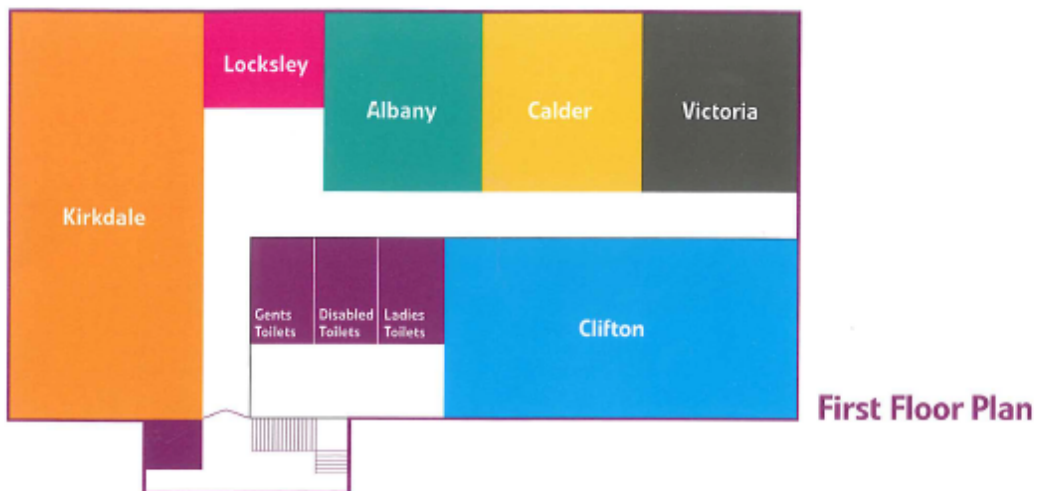 Locksley
Albany
Calder
Victoria
Kirkdale
Gents
Toilets
Disabled
Toilets
Ladies
Toilets
Clifton
First Floor Plan